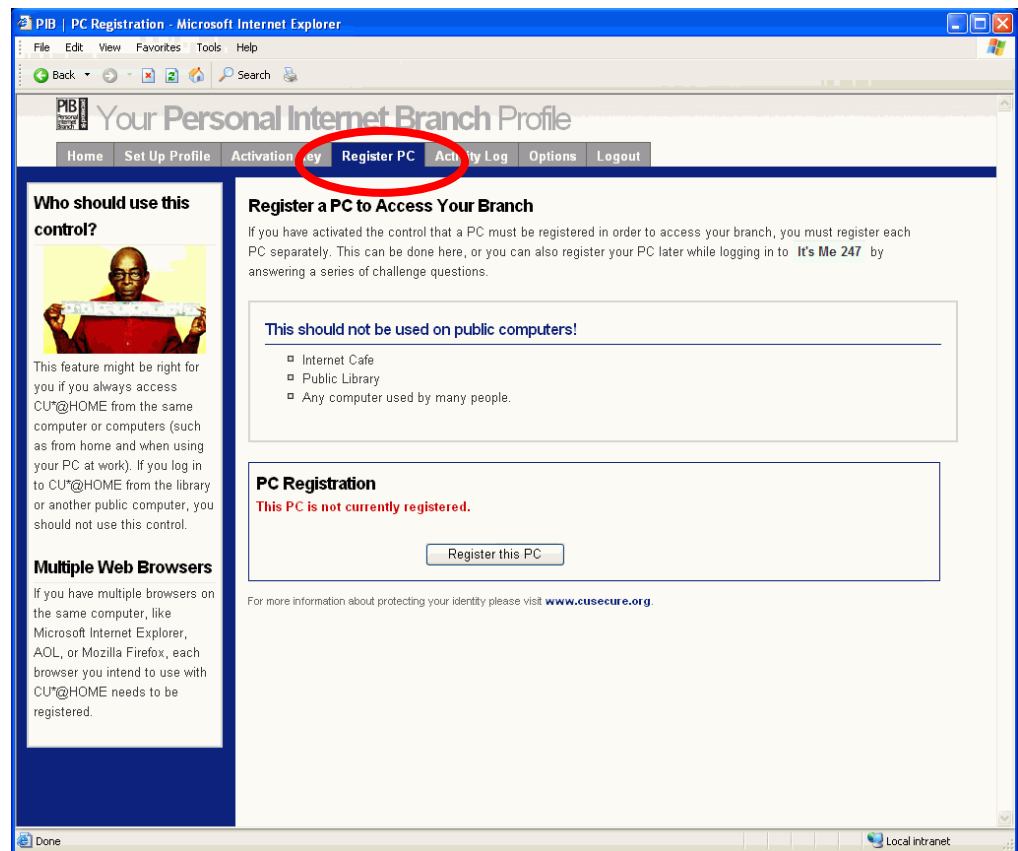 PIB | PC Registration - Microsoft Internet Explorer
File Edit View Favorites Tools Help
Back Search
PIB Personal Internet Branch Your Personal Internet Branch Profile
Home Set Up Profile Activation Key Register PC Activity Log Options Logout
Who should use this
control?
This feature might be right for
you if you always access
CU*@HOME from the same
computer or computers (such
as from home and when using
your PC at work). If you log in
to CU*@HOME from the library
or another public computer, you
should not use this control.
Multiple Web Browsers
If you have multiple browsers on
the same computer, like
Microsoft Internet Explorer,
AOL, or Mozilla Firefox, each
browser you intend to use with
CU*@HOME needs to be
registered.
Register a PC to Access Your Branch
If you have activated the control that a PC must be registered in order to access your branch, you must register each
PC separately. This can be done here, or you can also register your PC later while logging in to It's Me 247 by
answering a series of challenge questions.
This should not be used on public computers!
Internet Cafe
Public Library
Any computer used by many people.
PC Registration
This PC is not currently registered.
Register this PC
For more information about protecting your identity please visit www.cusecure.org.
Done Local intranet